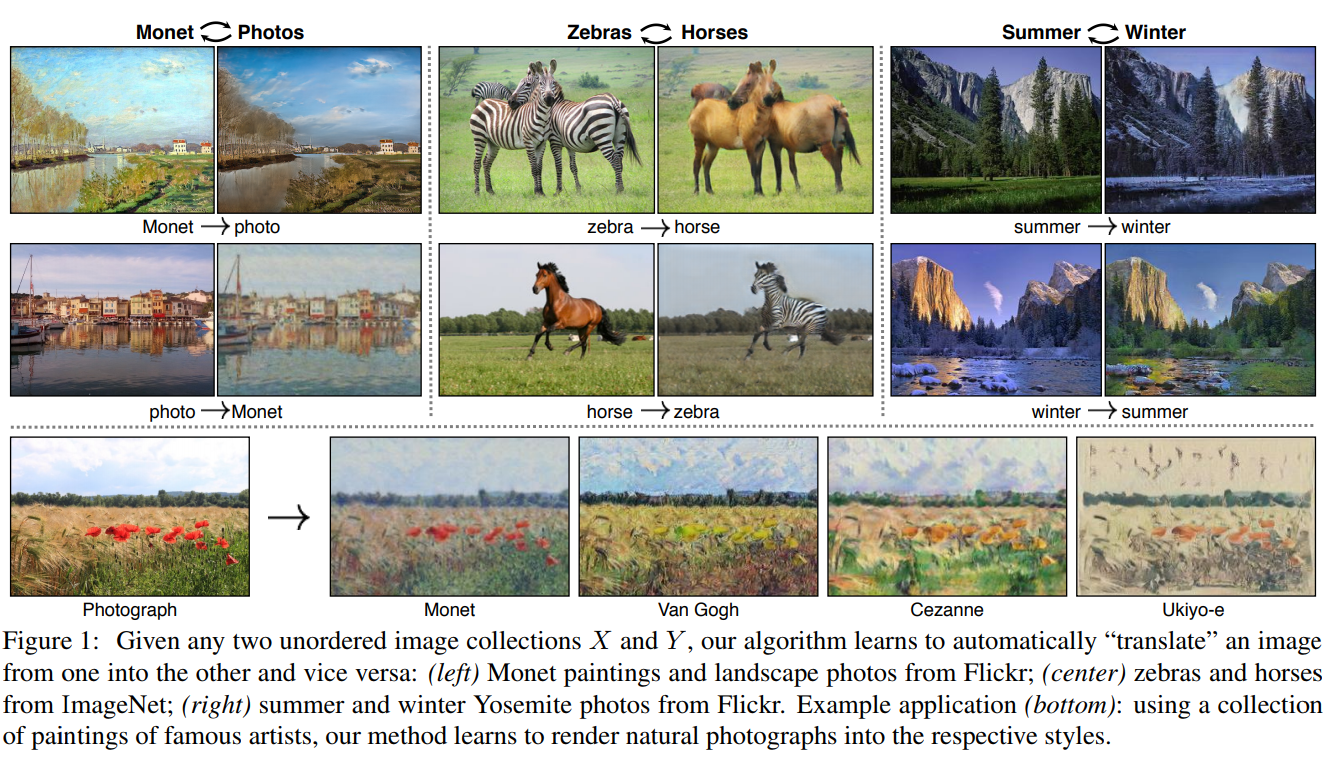 Monet Photos
Zebras Horses
Summer Winter
Monet → photo
zebra → horse
summer → winter
photo → Monet
horse → zebra
winter → summer
Photograph
Monet
Van Gogh
Cezanne
Ukiyo-e
Figure 1: Given any two unordered image collections X and Y, our algorithm learns to automatically “translate” an image
from one into the other and vice versa: (left) Monet paintings and landscape photos from Flickr; (center) zebras and horses
from ImageNet; (right) summer and winter Yosemite photos from Flickr. Example application (bottom): using a collection
of paintings of famous artists, our method learns to render natural photographs into the respective styles.